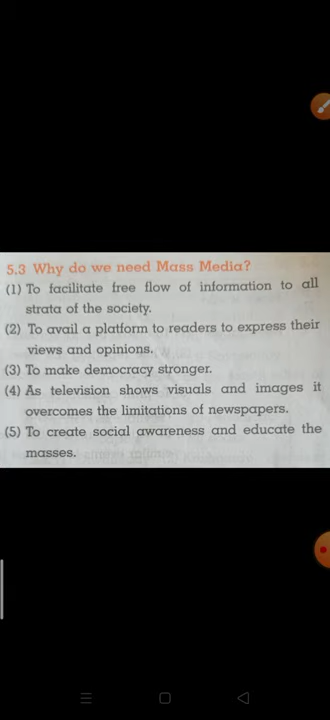 5.3 Why do we need Mass Media?
(1) To facilitate free flow of information to all
strata of the society.
(2) To avail a platform to readers to express their
views and opinions.
(3) To make democracy stronger.
(4) As television shows visuals and images it
overcomes the limitations of newspapers.
(5) To create social awareness and educate the
masses.